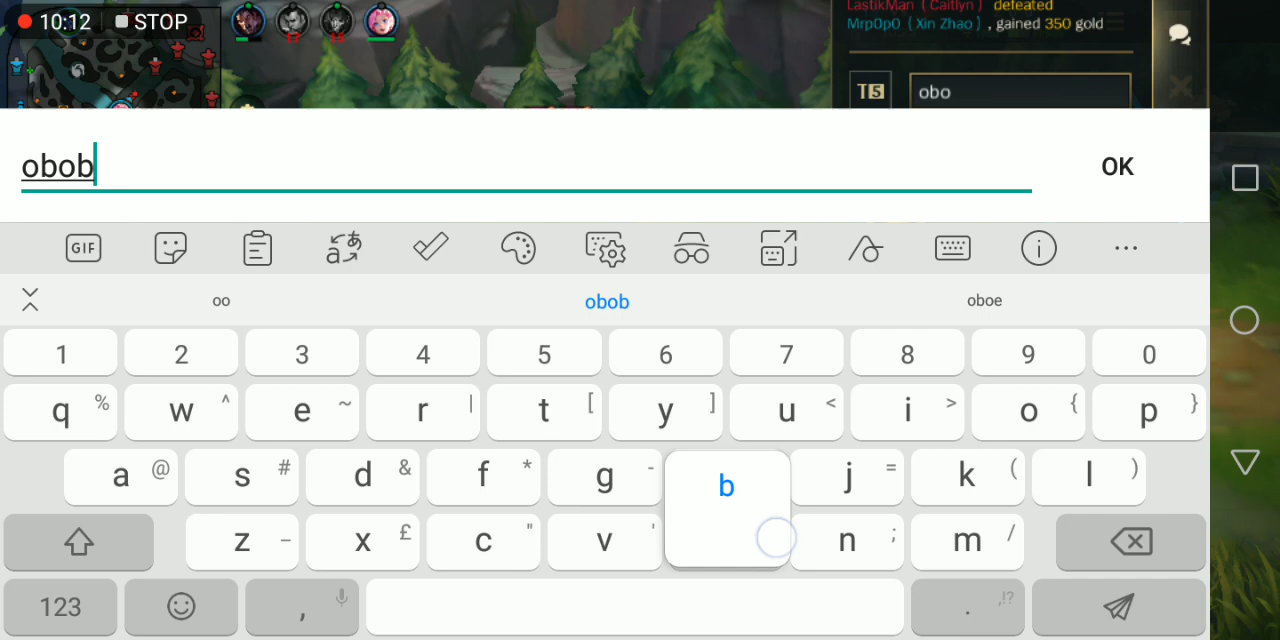 10:12 STOP
LastikMan ( Caitlyn ) defeated
Mrp0p0 ( Xin Zhao ) , gained 350 gold
T5 obo
obob OK
GIF
oo obob oboe
1 2 3 4 5 6 7 8 9 0
q % w ^ e ~ r | t [ y ] u < i > o { p }
a @ s # d & f * g - b j = k ( l )
z _ x £ c " v ' n ; m /
123 , . ,!?